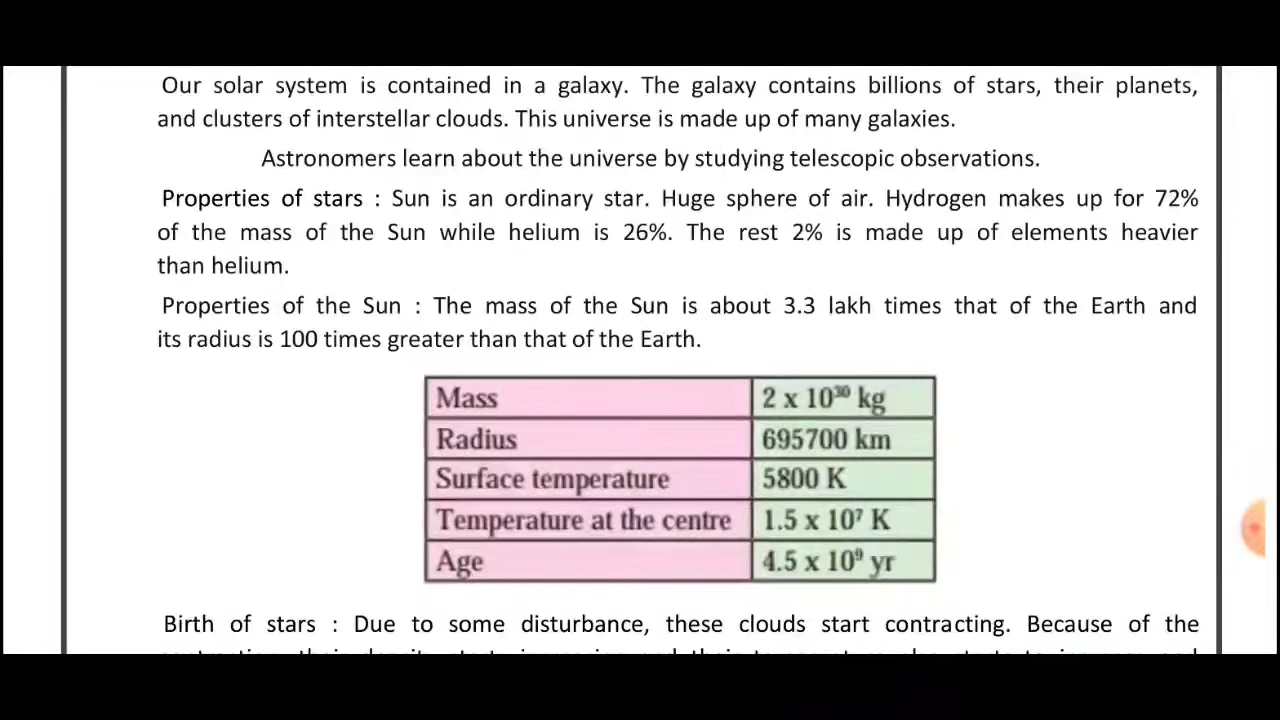 Our solar system is contained in a galaxy. The galaxy contains billions of stars, their planets,
and clusters of interstellar clouds. This universe is made up of many galaxies.
Astronomers learn about the universe by studying telescopic observations.
Properties of stars : Sun is an ordinary star. Huge sphere of air. Hydrogen makes up for 72%
of the mass of the Sun while helium is 26%. The rest 2% is made up of elements heavier
than helium.
Properties of the Sun : The mass of the Sun is about 3.3 lakh times that of the Earth and
its radius is 100 times greater than that of the Earth.
Mass 2 x 10³⁰ kg
Radius 695700 km
Surface temperature 5800 K
Temperature at the centre 1.5 x 10⁷ K
Age 4.5 x 10⁹ yr
Birth of stars : Due to some disturbance, these clouds start contracting. Because of the